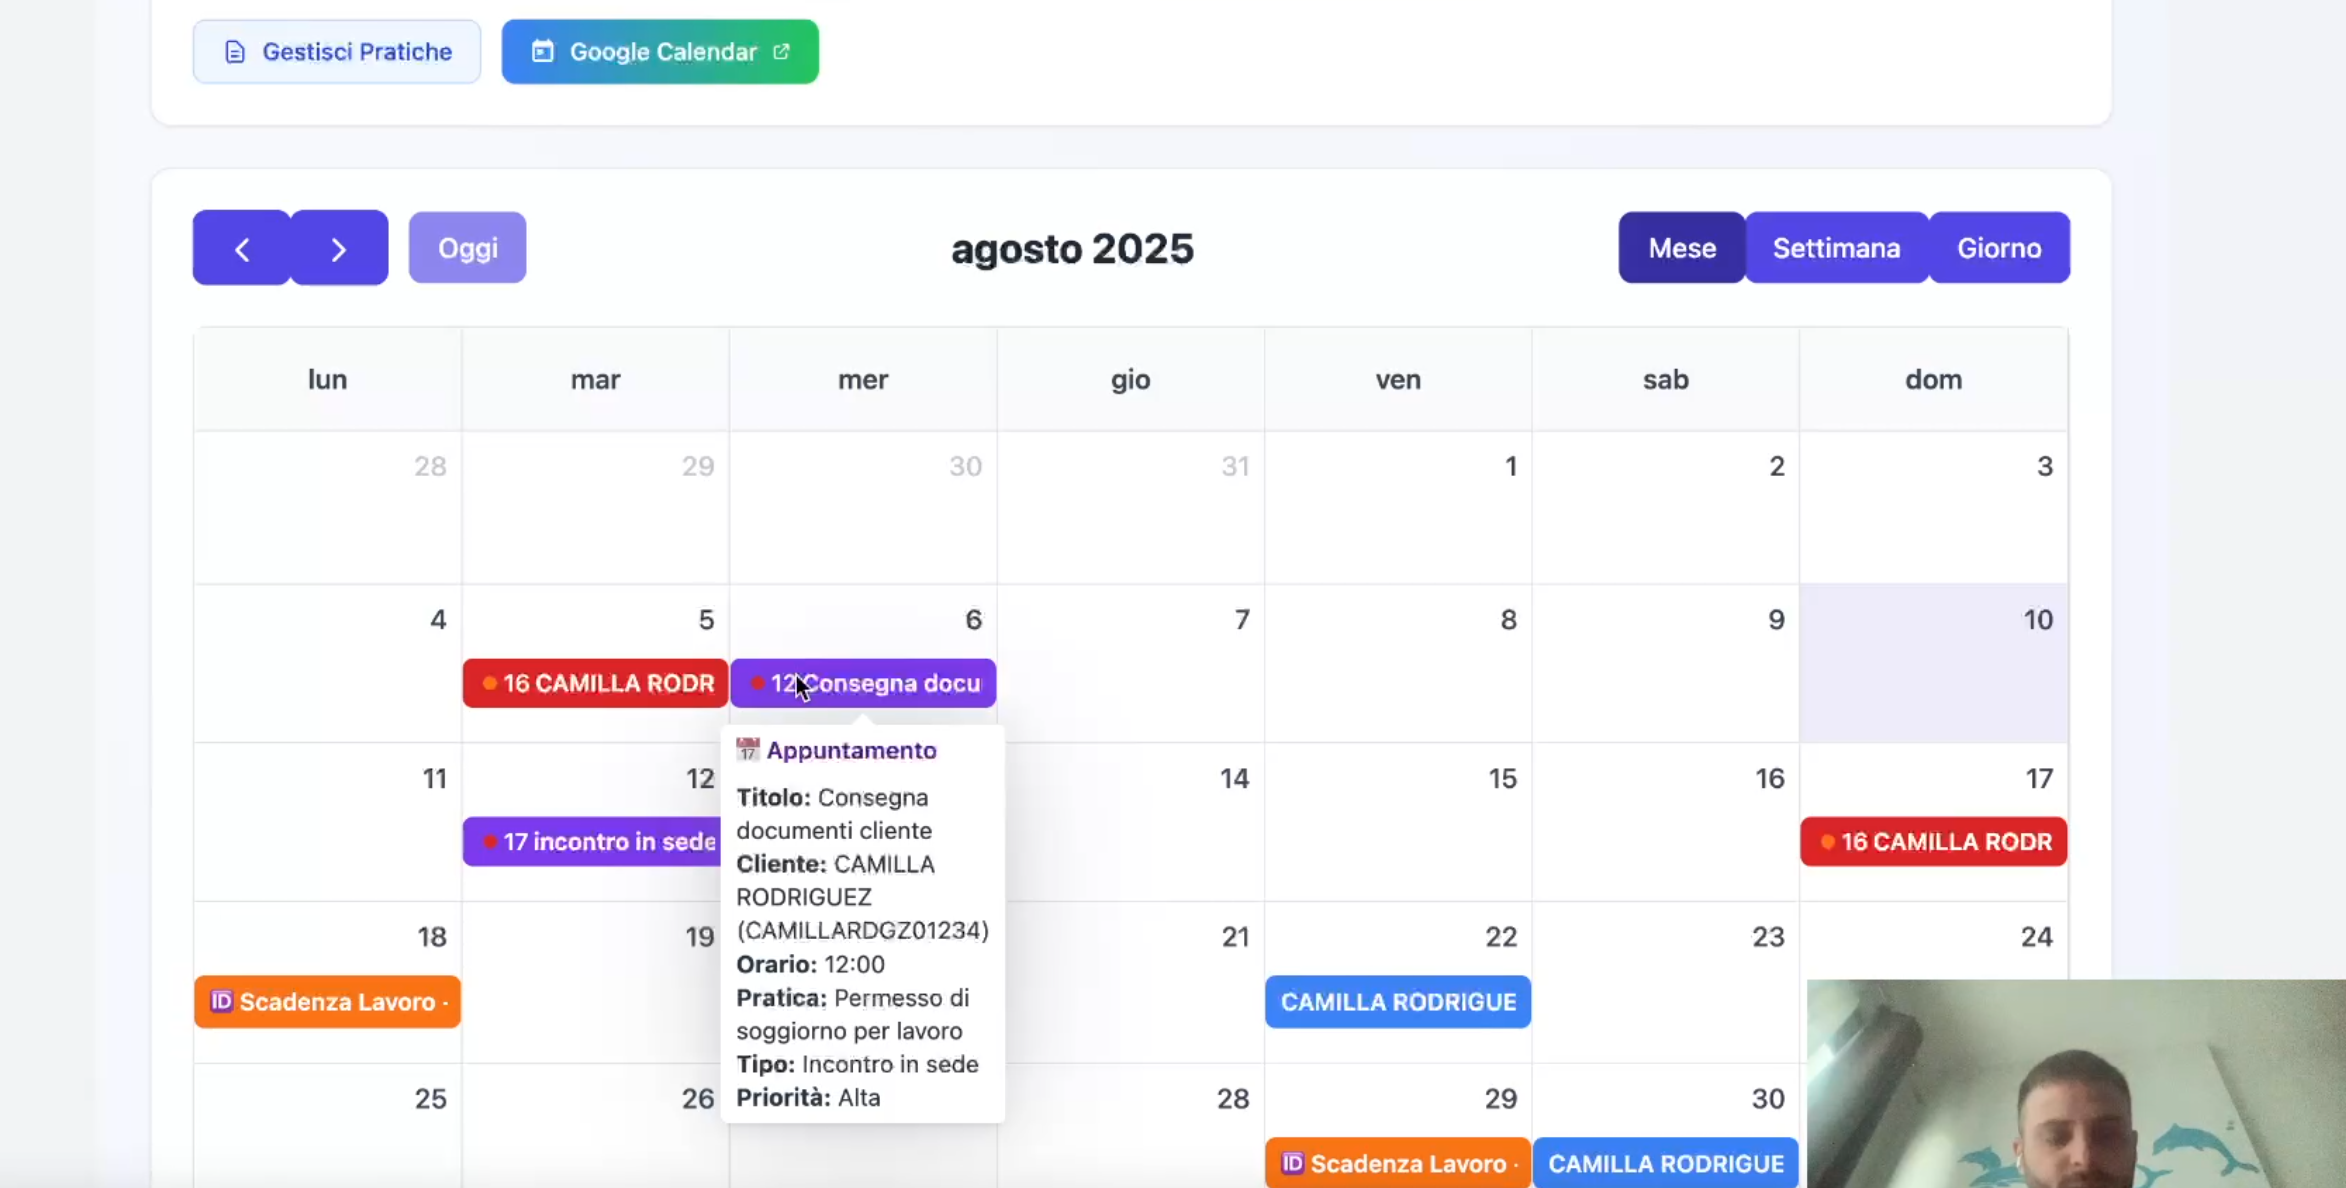 Gestisci Pratiche
Google Calendar
Oggi
agosto 2025
Mese
Settimana
Giorno
lun
mar
mer
gio
ven
sab
dom
28
29
30
31
1
2
3
4
5
6
7
8
9
10
16 CAMILLA RODR
12 Consegna docu
11
12
14
15
16
17
17 incontro in sede
16 CAMILLA RODR
17 Appuntamento
Titolo: Consegna
documenti cliente
Cliente: CAMILLA
RODRIGUEZ
(CAMILLARDGZ01234)
Orario: 12:00
Pratica: Permesso di
soggiorno per lavoro
Tipo: Incontro in sede
Priorità: Alta
18
19
21
22
23
24
ID Scadenza Lavoro -
CAMILLA RODRIGUE
25
26
28
29
30
ID Scadenza Lavoro -
CAMILLA RODRIGUE